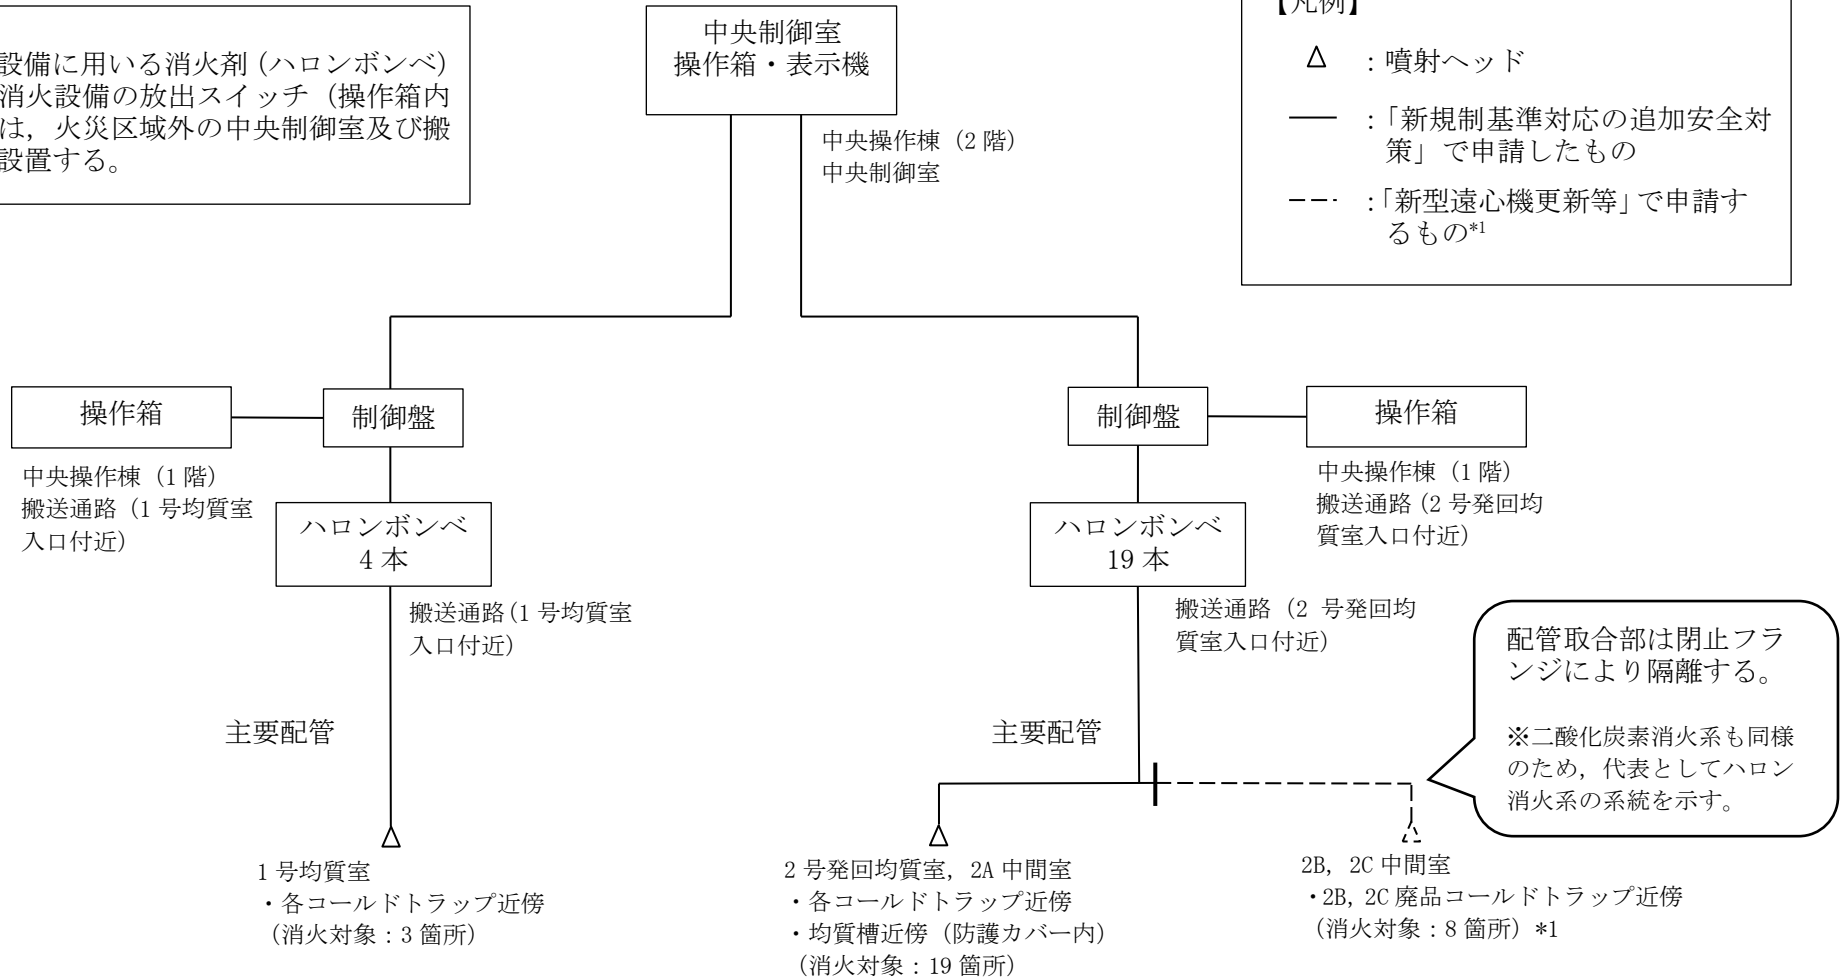 設備に用いる消火剤(ハロンボンベ)
消火設備の放出スイッチ(操作箱内
は，火災区域外の中央制御室及び搬
設置する。
中央制御室
操作箱・表示機
中央操作棟（2 階）
中央制御室
【凡例】
△ ：噴射ヘッド
：「新規制基準対応の追加安全対
策」で申請したもの
：「新型遠心機更新等」で申請す
るもの*1
操作箱
制御盤
中央操作棟（1 階）
搬送通路（1 号均質室
入口付近）
ハロンボンベ
4 本
搬送通路（1 号均質室
入口付近）
主要配管
1 号均質室
・各コールドトラップ近傍
（消火対象：3 箇所）
制御盤
操作箱
中央操作棟（1 階）
搬送通路（2 号発回均
質室入口付近）
ハロンボンベ
19 本
搬送通路（2 号発回均
質室入口付近）
主要配管
配管取合部は閉止フラ
ンジにより隔離する。
※二酸化炭素消火系も同様
のため，代表としてハロン
消火系の系統を示す。
2 号発回均質室，2A 中間室
・各コールドトラップ近傍
・均質槽近傍（防護カバー内）
（消火対象：19 箇所）
2B，2C 中間室
・2B, 2C 廃品コールドトラップ近傍
（消火対象：8 箇所）*1